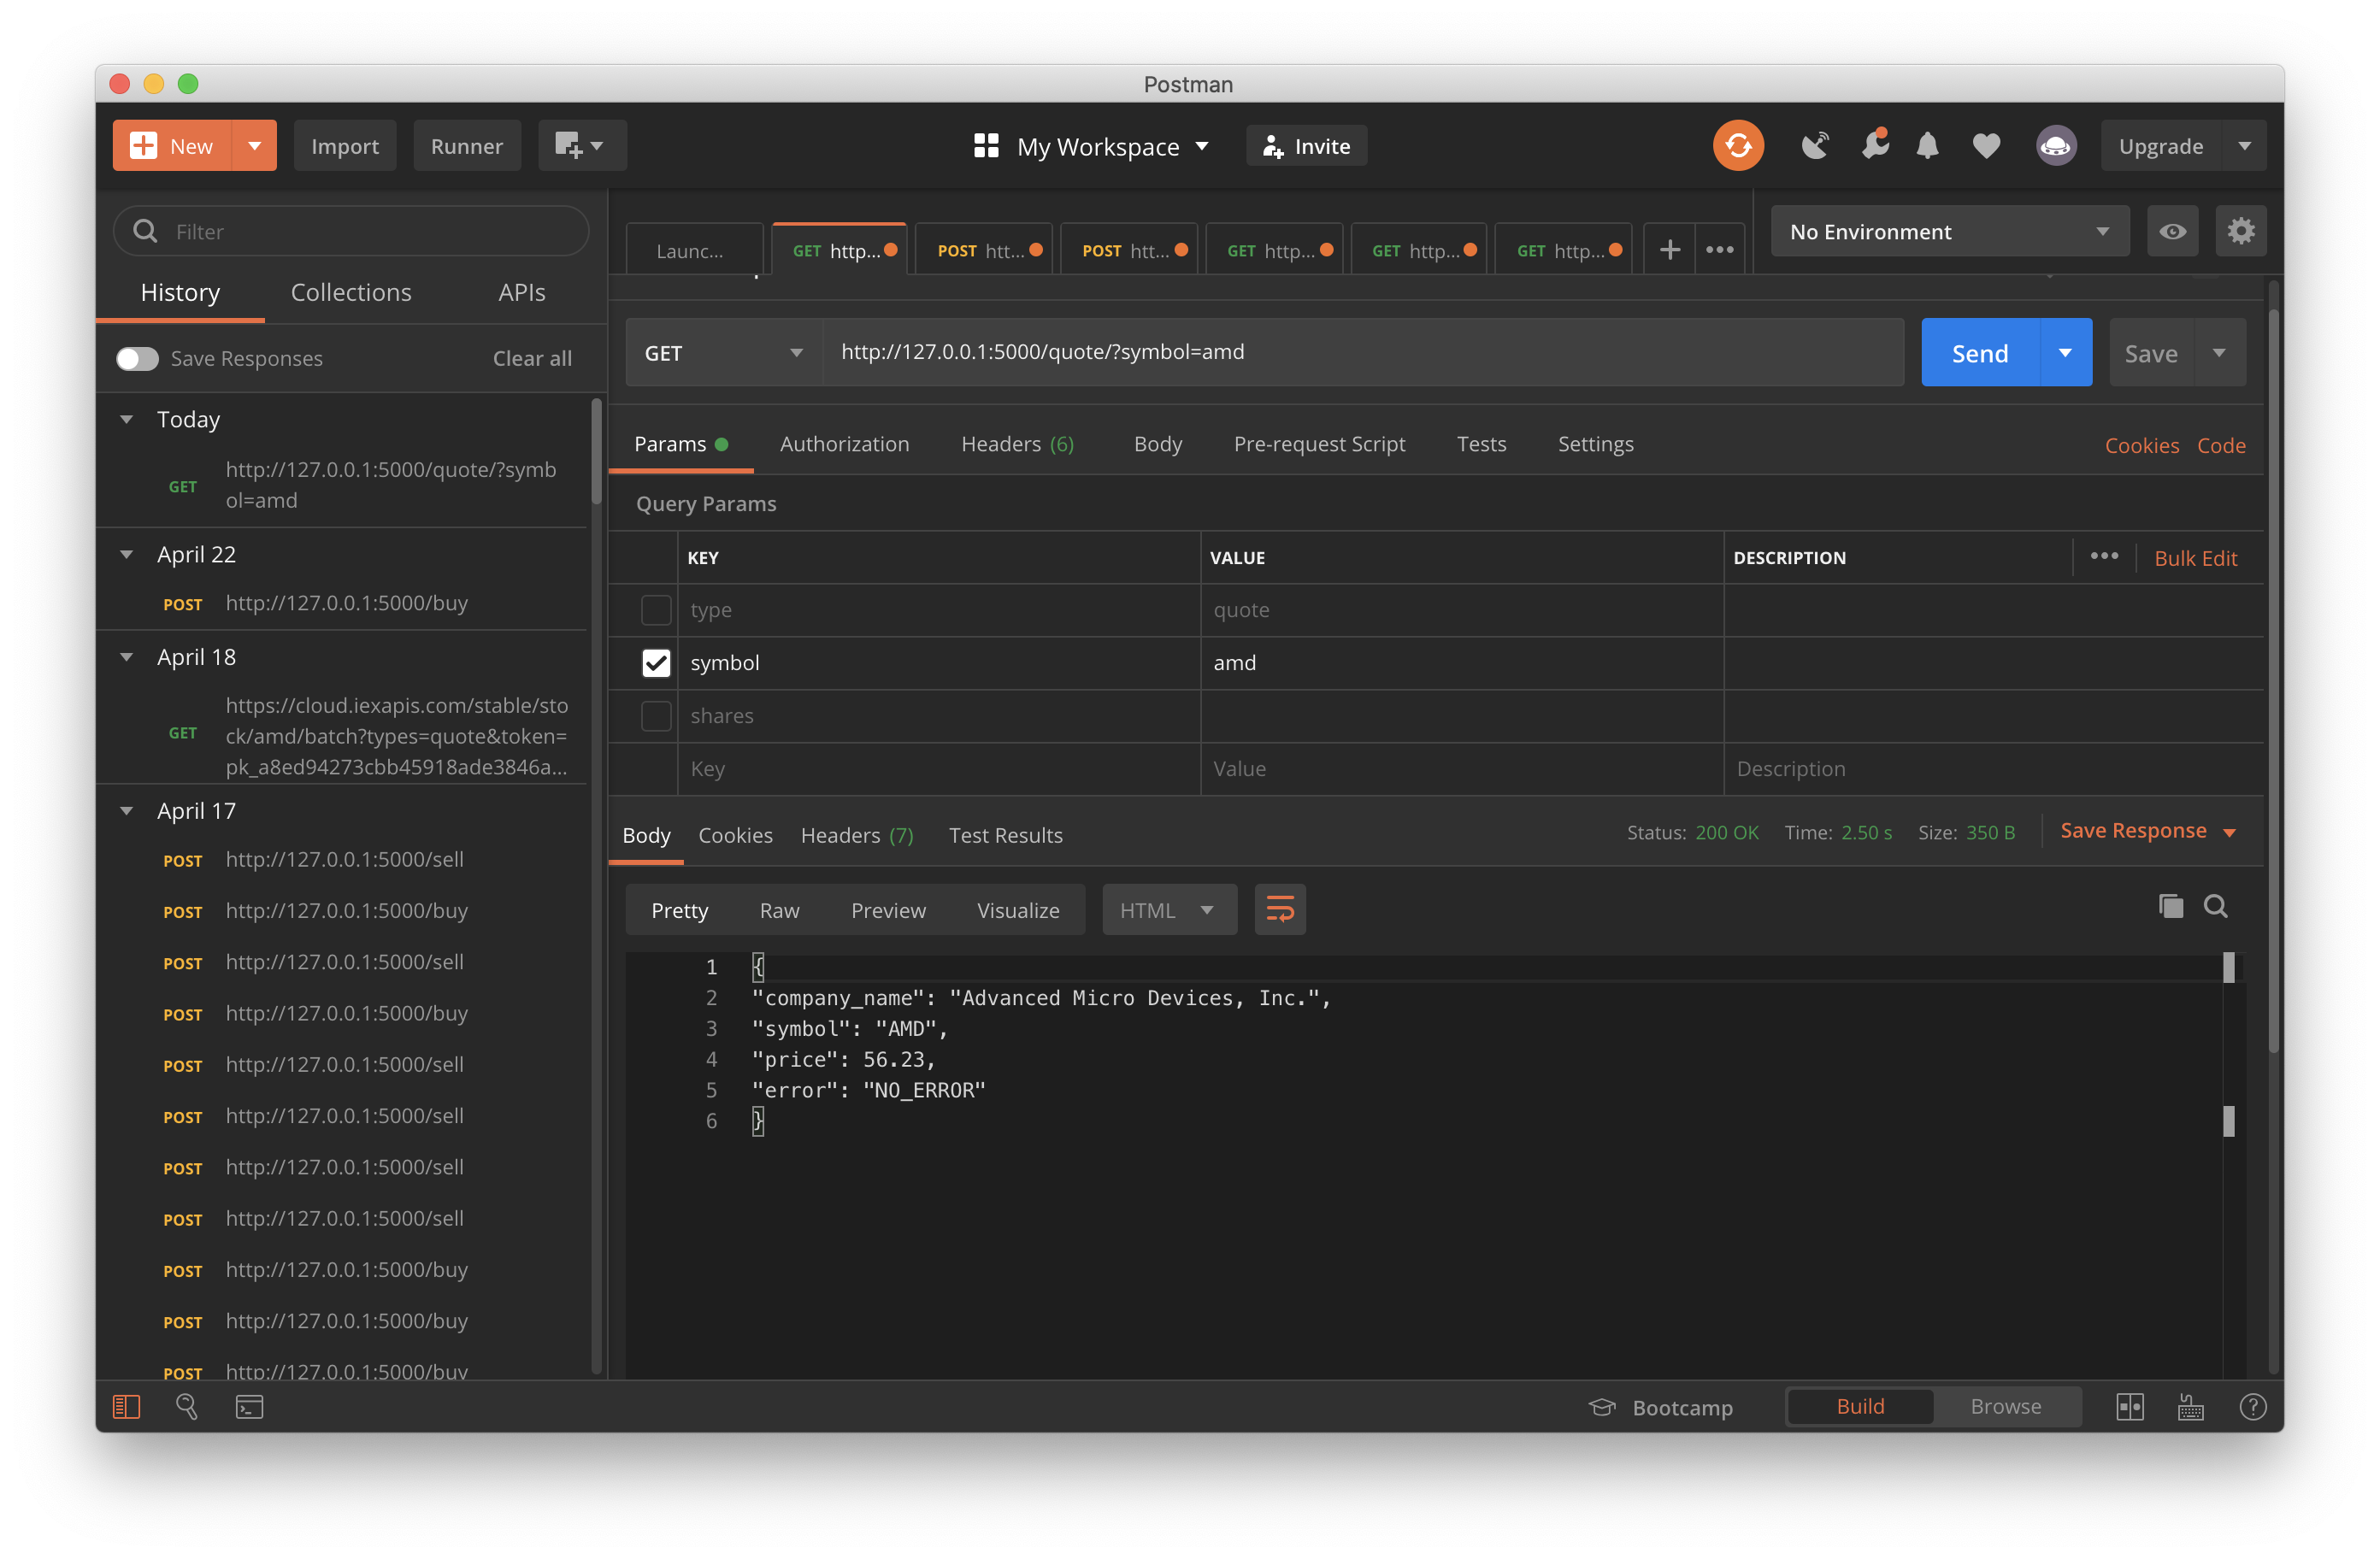 Postman
New
Import
Runner
My Workspace
Invite
Upgrade
Filter
History
Collections
APIs
Save Responses
Clear all
Today
GET http://127.0.0.1:5000/quote/?symb
ol=amd
April 22
POST http://127.0.0.1:5000/buy
April 18
GET https://cloud.iexapis.com/stable/sto
ck/amd/batch?types=quote&token=
pk_a8ed94273cbb45918ade3846a...
April 17
POST http://127.0.0.1:5000/sell
POST http://127.0.0.1:5000/buy
POST http://127.0.0.1:5000/sell
POST http://127.0.0.1:5000/buy
POST http://127.0.0.1:5000/sell
POST http://127.0.0.1:5000/sell
POST http://127.0.0.1:5000/sell
POST http://127.0.0.1:5000/sell
POST http://127.0.0.1:5000/buy
POST http://127.0.0.1:5000/buy
POST http://127.0.0.1:5000/buy
Launc...
GET http...
POST htt...
POST htt...
GET http...
GET http...
GET http...
No Environment
GET http://127.0.0.1:5000/quote/?symbol=amd
Send
Save
Params
Authorization
Headers (6)
Body
Pre-request Script
Tests
Settings
Cookies
Code
Query Params
KEY VALUE DESCRIPTION ••• Bulk Edit
type quote
symbol amd
shares
Key Value Description
Body
Cookies
Headers (7)
Test Results
Status: 200 OK Time: 2.50 s Size: 350 B
Save Response
Pretty
Raw
Preview
Visualize
HTML
1 {
2 "company_name": "Advanced Micro Devices, Inc.",
3 "symbol": "AMD",
4 "price": 56.23,
5 "error": "NO_ERROR"
6 }
Bootcamp
Build
Browse